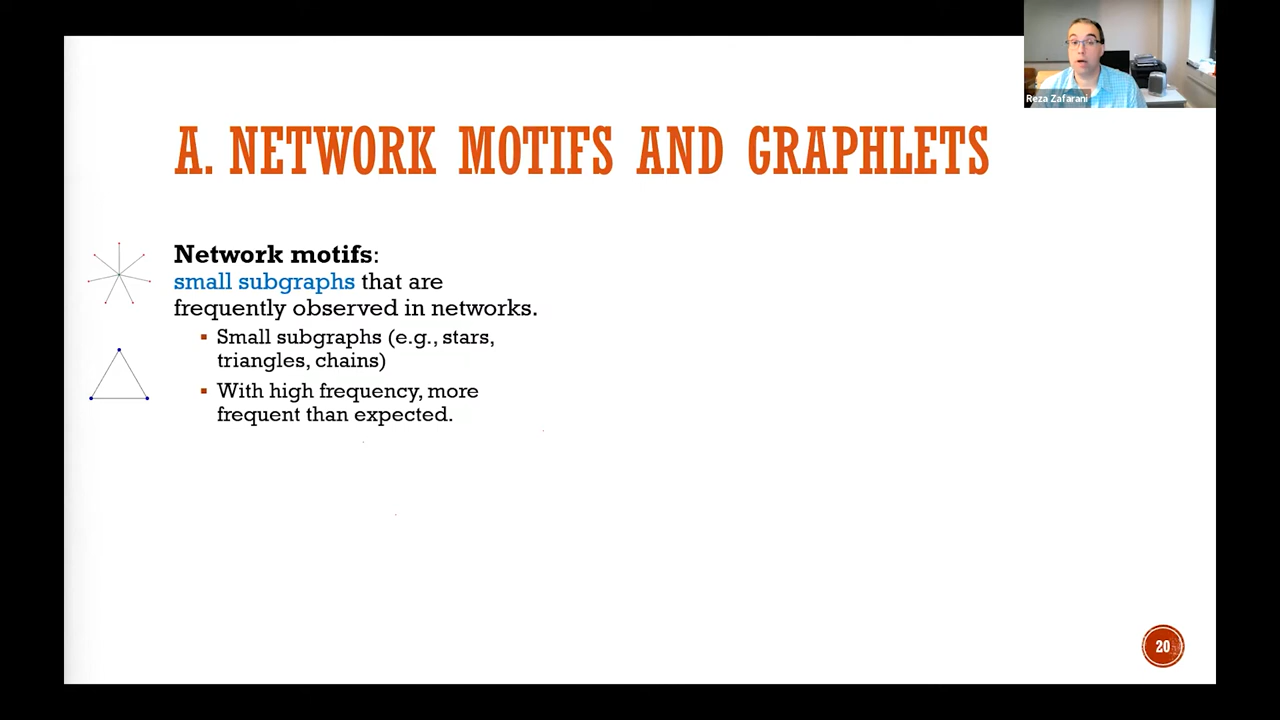 Reza Zafarani
A. NETWORK MOTIFS AND GRAPHLETS
Network motifs:
small subgraphs that are
frequently observed in networks.
▪ Small subgraphs (e.g., stars,
triangles, chains)
▪ With high frequency, more
frequent than expected.
20